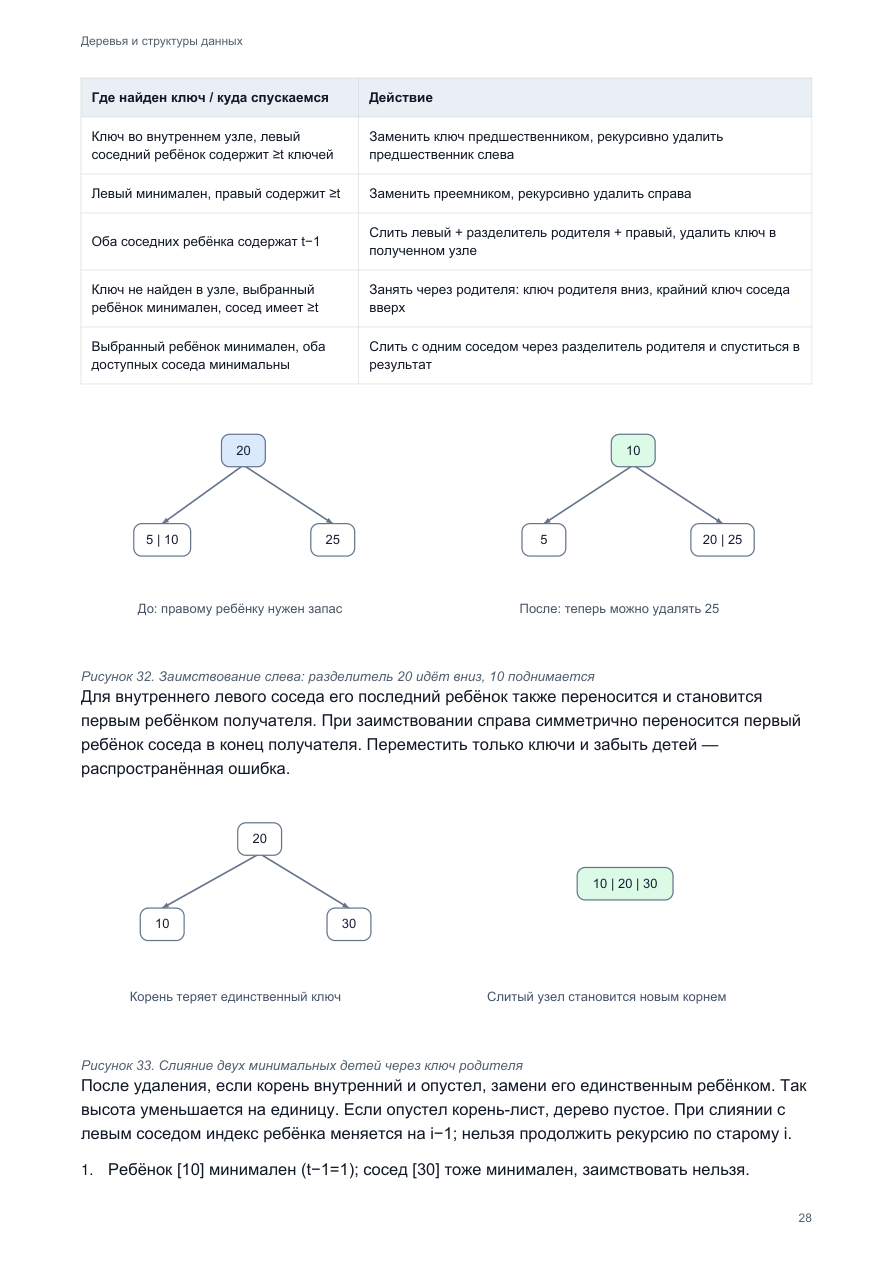 Деревья и структуры данных
Где найден ключ / куда спускаемся
Действие
Ключ во внутреннем узле, левый
соседний ребёнок содержит ≥t ключей
Заменить ключ предшественником, рекурсивно удалить
предшественник слева
Левый минимален, правый содержит ≥t
Заменить преемником, рекурсивно удалить справа
Оба соседних ребёнка содержат t−1
Слить левый + разделитель родителя + правый, удалить ключ в
полученном узле
Ключ не найден в узле, выбранный
ребёнок минимален, сосед имеет ≥t
Занять через родителя: ключ родителя вниз, крайний ключ соседа
вверх
Выбранный ребёнок минимален, оба
доступных соседа минимальны
Слить с одним соседом через разделитель родителя и спуститься в
результат
20
10
5 | 10
25
5
20 | 25
До: правому ребёнку нужен запас
После: теперь можно удалять 25
Рисунок 32. Заимствование слева: разделитель 20 идёт вниз, 10 поднимается
Для внутреннего левого соседа его последний ребёнок также переносится и становится
первым ребёнком получателя. При заимствовании справа симметрично переносится первый
ребёнок соседа в конец получателя. Переместить только ключи и забыть детей —
распространённая ошибка.
20
10 | 20 | 30
10
30
Корень теряет единственный ключ
Слитый узел становится новым корнем
Рисунок 33. Слияние двух минимальных детей через ключ родителя
После удаления, если корень внутренний и опустел, замени его единственным ребёнком. Так
высота уменьшается на единицу. Если опустел корень-лист, дерево пустое. При слиянии с
левым соседом индекс ребёнка меняется на i−1; нельзя продолжить рекурсию по старому i.
1. Ребёнок [10] минимален (t−1=1); сосед [30] тоже минимален, заимствовать нельзя.
28